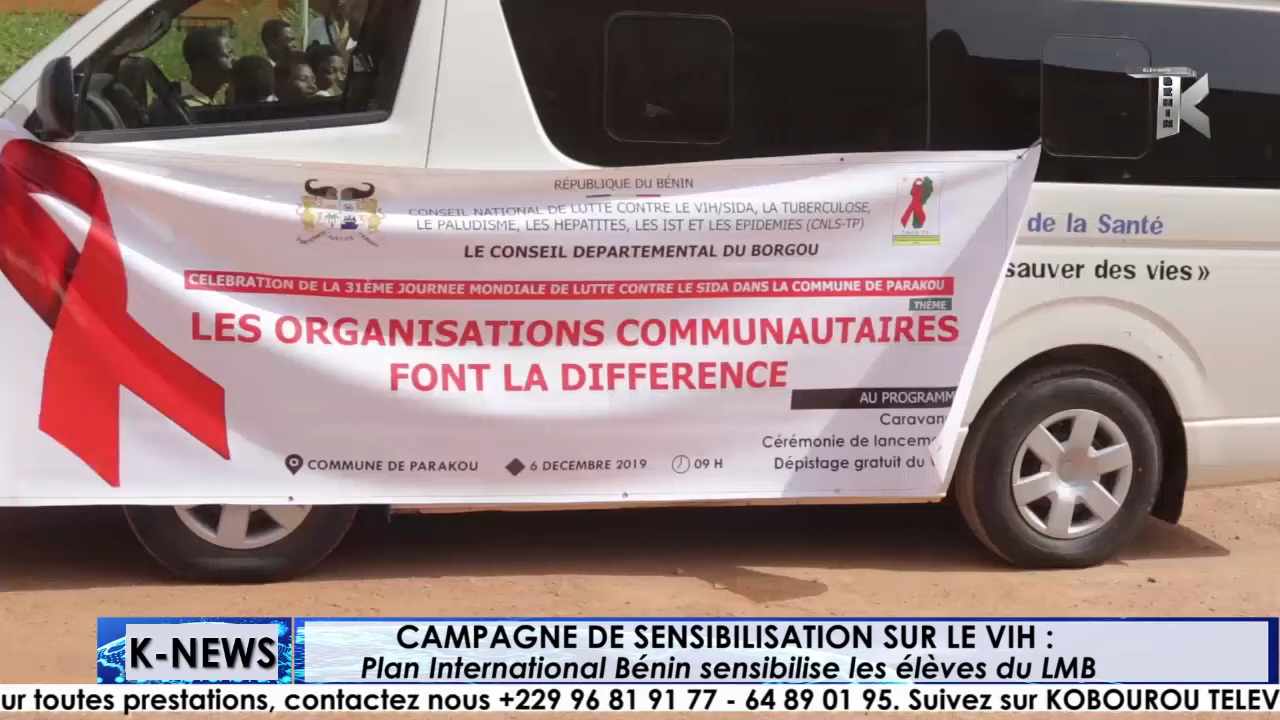 BENIN
K
RÉPUBLIQUE DU BÉNIN
CONSEIL NATIONAL DE LUTTE CONTRE LE VIH/SIDA, LA TUBERCULOSE,
LE PALUDISME, LES HEPATITES, LES IST ET LES EPIDEMIES (CNLS-TP)
LE CONSEIL DEPARTEMENTAL DU BORGOU
CELEBRATION DE LA 31ÈME JOURNEE MONDIALE DE LUTTE CONTRE LE SIDA DANS LA COMMUNE DE PARAKOU
THÈME
LES ORGANISATIONS COMMUNAUTAIRES
FONT LA DIFFERENCE
AU PROGRAMM
Caravan
Cérémonie de lancem
Dépistage gratuit du
COMMUNE DE PARAKOU 6 DECEMBRE 2019 09 H
de la Santé
sauver des vies»
K-NEWS
CAMPAGNE DE SENSIBILISATION SUR LE VIH :
Plan International Bénin sensibilise les élèves du LMB
ur toutes prestations, contactez nous +229 96 81 91 77 - 64 89 01 95. Suivez sur KOBOUROU TELEV